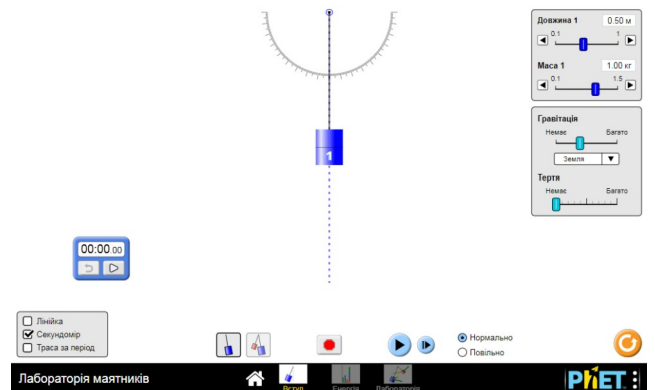 Довжина 1 0.50 м
0.1 1
Маса 1 1.00 кг
0.1 1.5
Гравітація
Немає Багато
Земля
Тертя
Немає Багато
1
00:00.00
Лінійка
Секундомір
Траса за період
Нормально
Повільно
Лабораторія маятників
Вступ
Енергія
Лабораторія
PhET